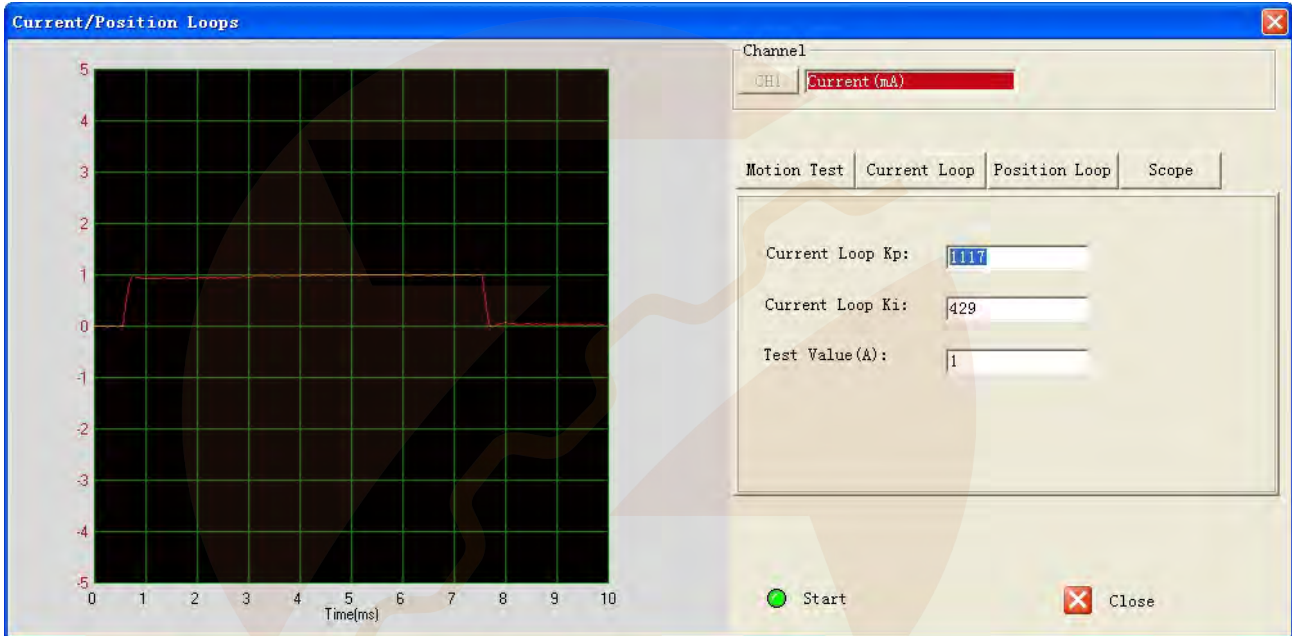 Current/Position Loops
5
4
3
2
1
0
-1
-2
-3
-4
-5
0 1 2 3 4 5 6 7 8 9 10
Time(ms)
Channel
CH1 Current(mA)
Motion Test Current Loop Position Loop Scope
Current Loop Kp: 1117
Current Loop Ki: 429
Test Value(A): 1
Start Close